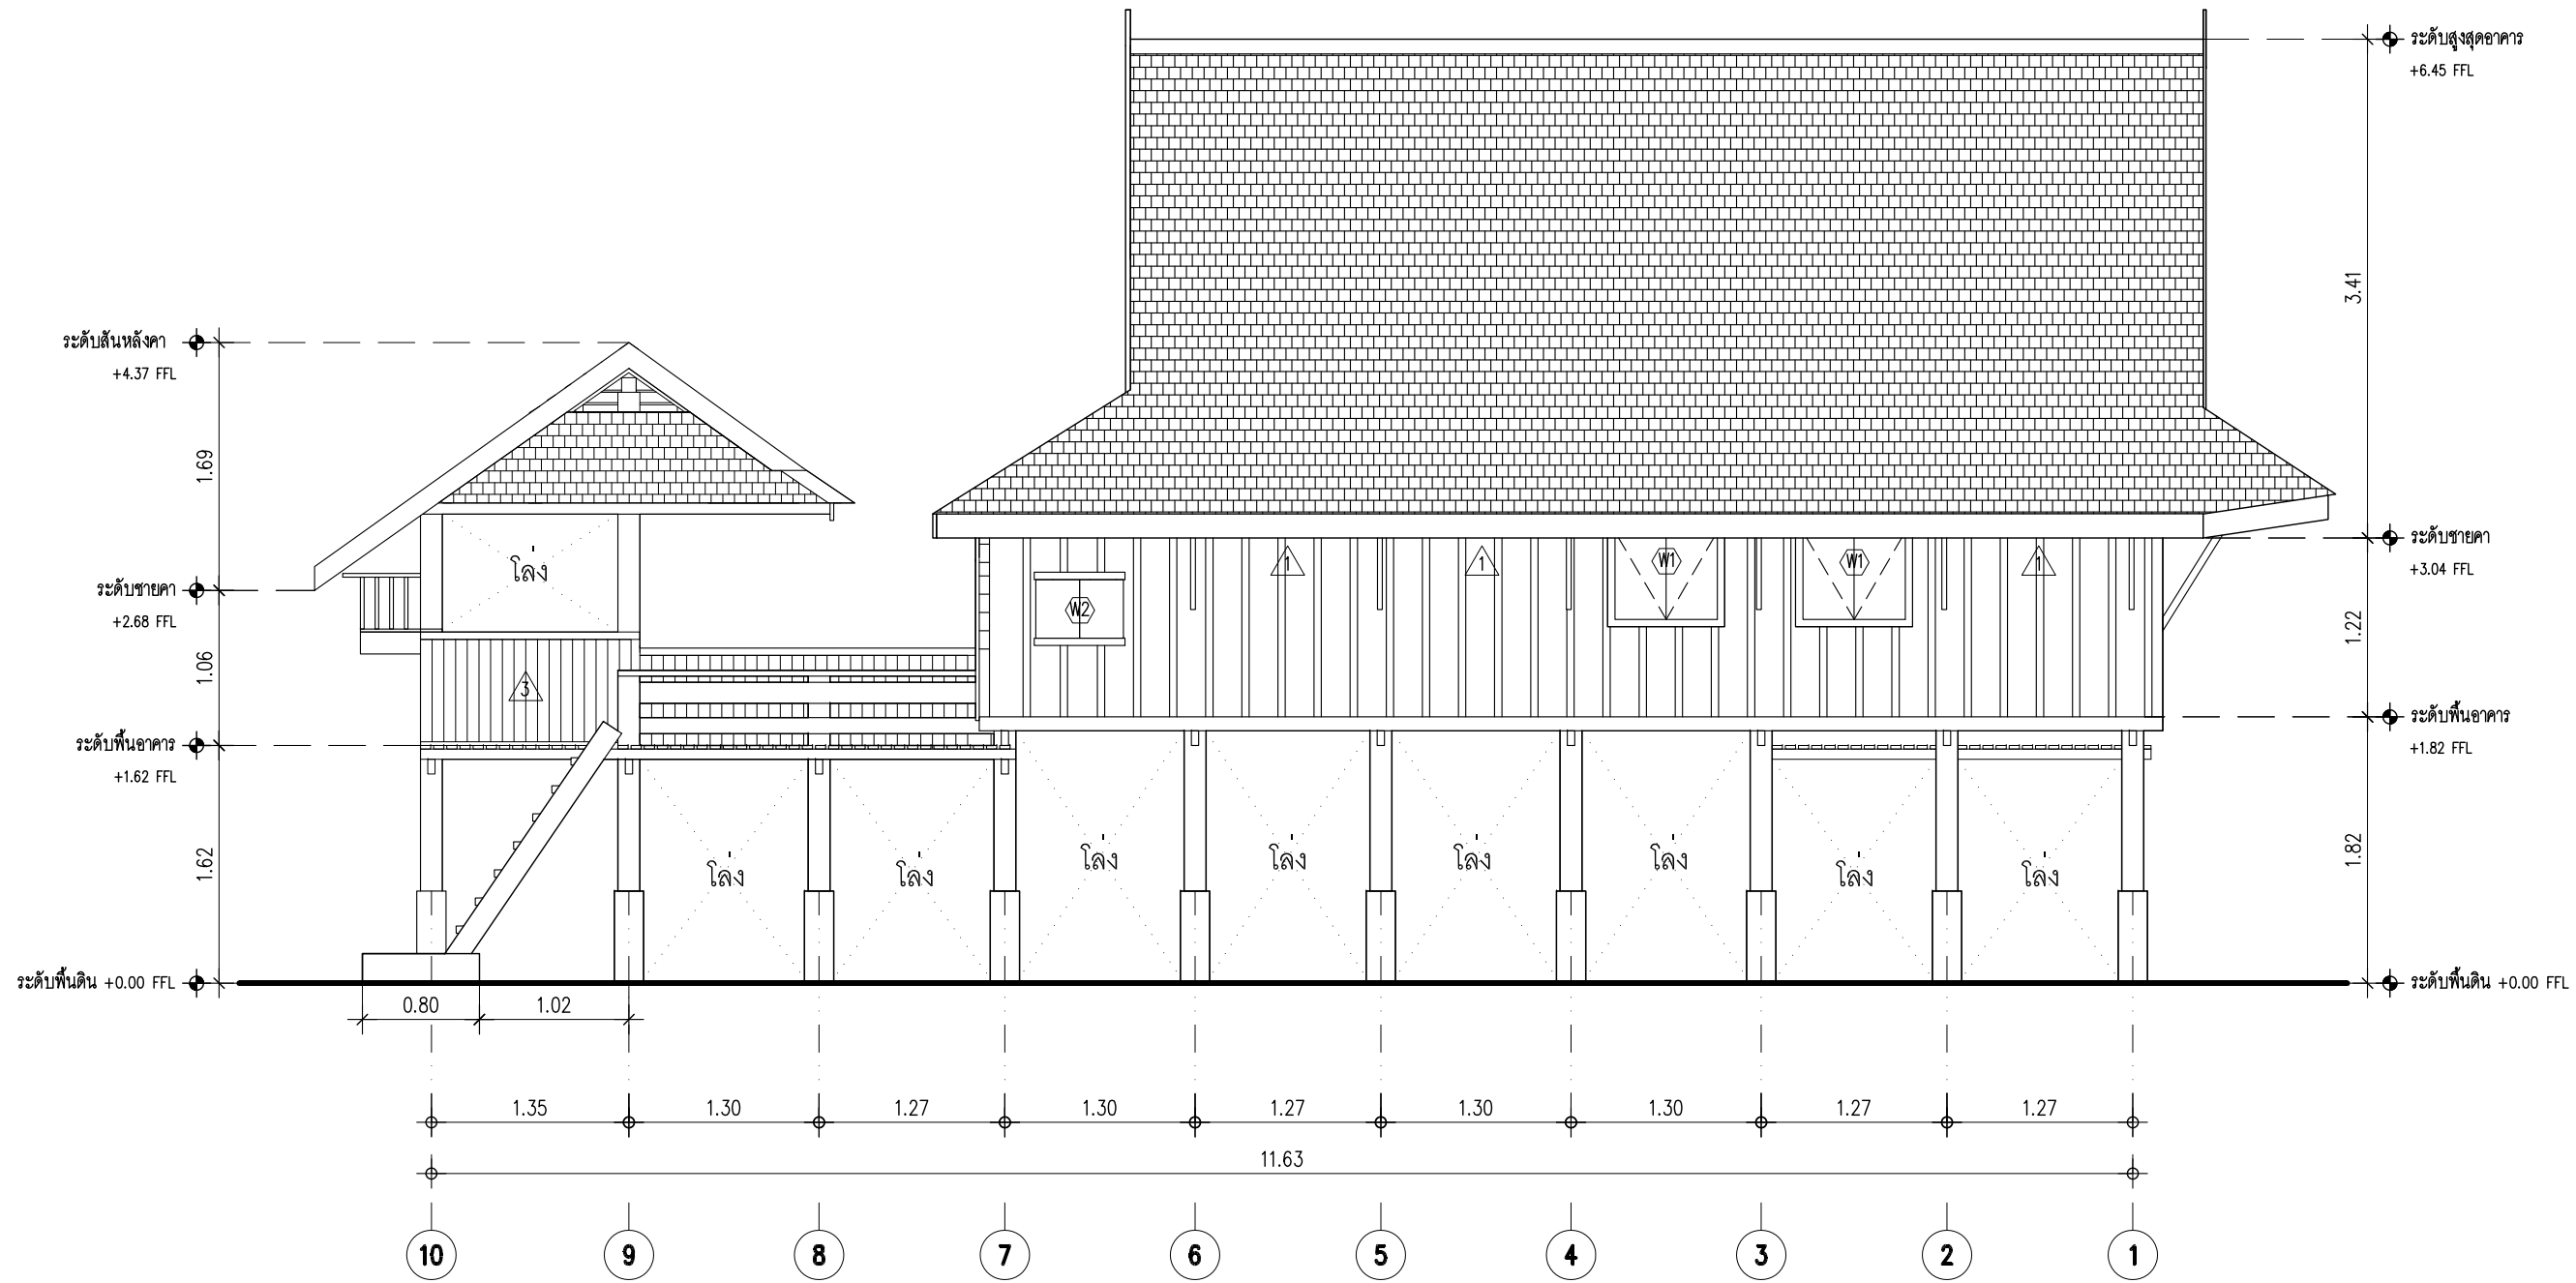 ระดับสูงสุดอาคาร
+6.45 FFL
3.41
ระดับสันหลังคา
+4.37 FFL
1.69
ระดับชายคา
+2.68 FFL
1.06
ระดับพื้นอาคาร
+1.62 FFL
1.62
ระดับพื้นดิน +0.00 FFL
ระดับชายคา
+3.04 FFL
1.22
ระดับพื้นอาคาร
+1.82 FFL
1.82
ระดับพื้นดิน +0.00 FFL
โล่ง
3
W2
1
1
W1
W1
1
โล่ง
โล่ง
โล่ง
โล่ง
โล่ง
โล่ง
โล่ง
โล่ง
0.80
1.02
1.35
1.30
1.27
1.30
1.27
1.30
1.30
1.27
1.27
11.63
10
9
8
7
6
5
4
3
2
1